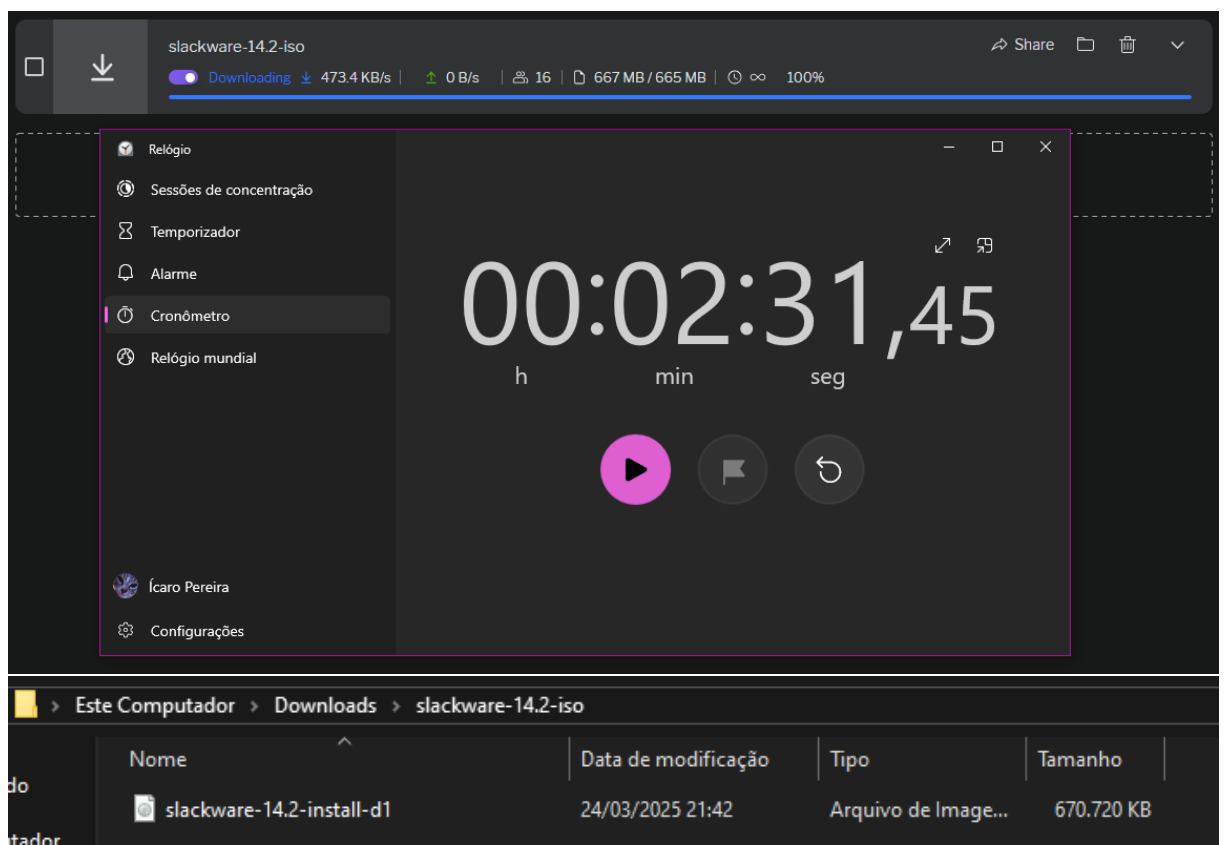 slackware-14.2-iso
Share
Downloading 473.4 KB/s | 0 B/s | 16 | 667 MB / 665 MB | ∞ 100%
Relógio
Sessões de concentração
Temporizador
Alarme
Cronômetro
Relógio mundial
00:02:31,45
h min seg
Ícaro Pereira
Configurações
Este Computador > Downloads > slackware-14.2-iso
Nome Data de modificação Tipo Tamanho
do
slackware-14.2-install-d1 24/03/2025 21:42 Arquivo de Image... 670.720 KB
utador